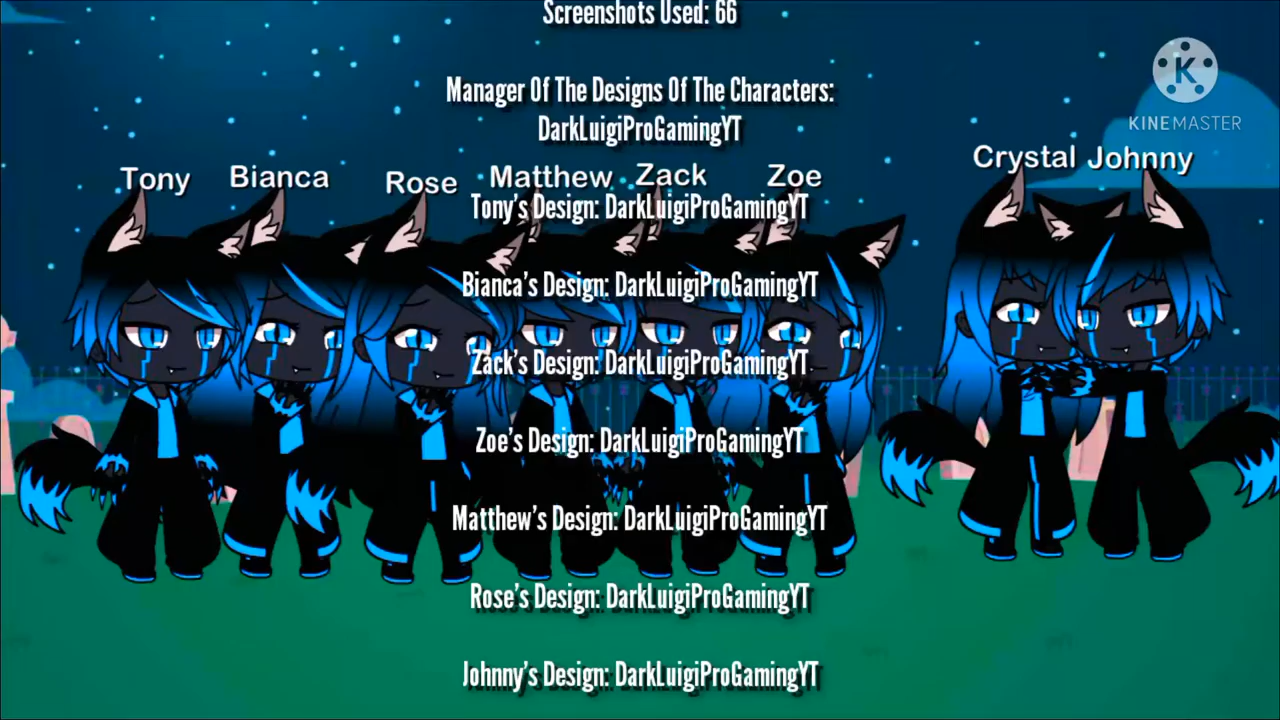 Screenshots Used: 66
KINEMASTER
Manager Of The Designs Of The Characters:
DarkLuigiProGamingYT
Tony Bianca Rose Matthew Zack Zoe Crystal Johnny
Tony's Design: DarkLuigiProGamingYT
Bianca's Design: DarkLuigiProGamingYT
Zack's Design: DarkLuigiProGamingYT
Zoe's Design: DarkLuigiProGamingYT
Matthew's Design: DarkLuigiProGamingYT
Rose's Design: DarkLuigiProGamingYT
Johnny's Design: DarkLuigiProGamingYT